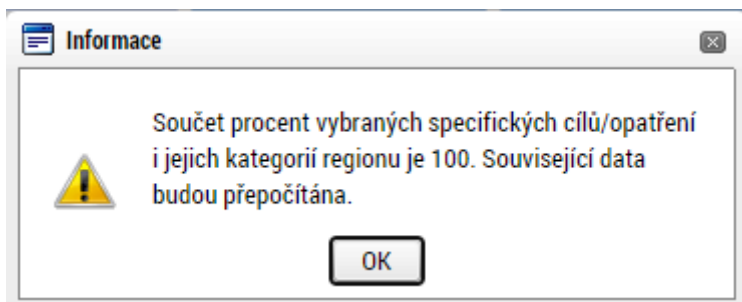 Informace
Součet procent vybraných specifických cílů/opatření
i jejich kategorií regionu je 100. Související data
budou přepočítána.
OK